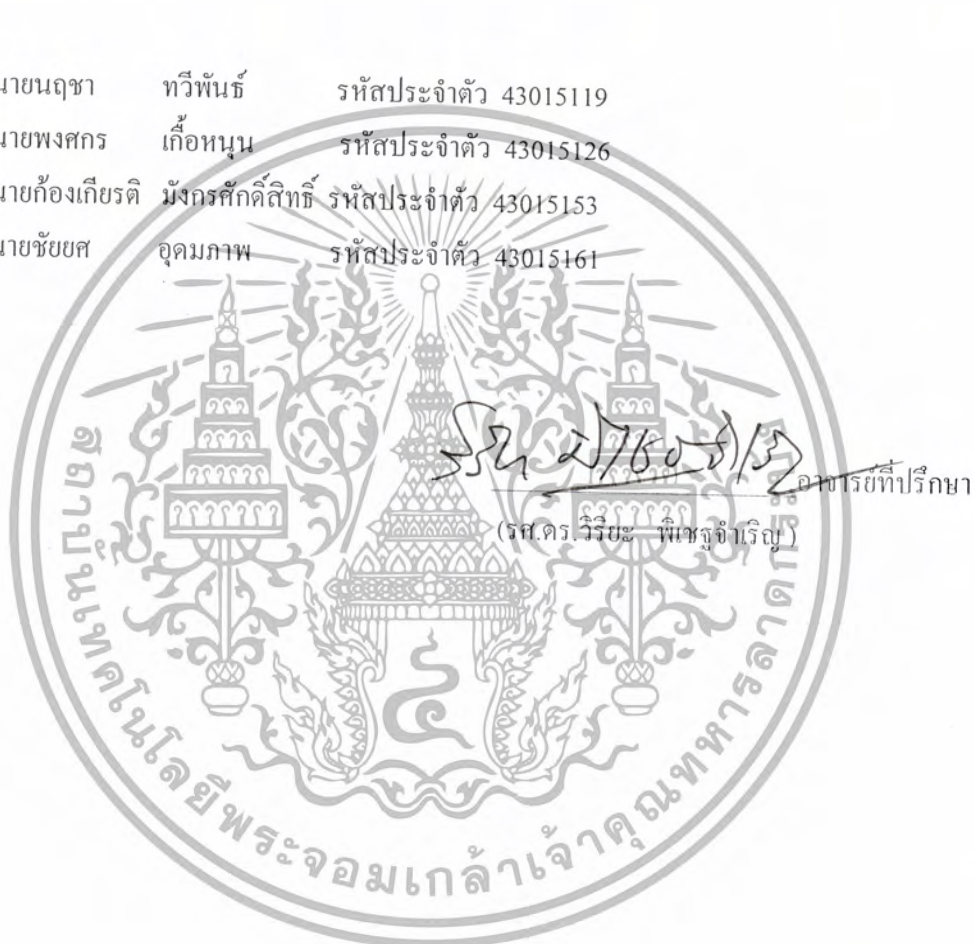 นายนฤชา ทวีพันธ์ รหัสประจำตัว 43015119
นายพงศกร เกื้อหนุน รหัสประจำตัว 43015126
นายก้องเกียรติ มังกรศักดิ์สิทธิ์ รหัสประจำตัว 43015153
นายชัยยศ อุดมภาพ รหัสประจำตัว 43015161
อาจารย์ที่ปรึกษา
(รศ.ดร.วิริยะ พิเชฐจำเริญ)
สถาบันเทคโนโลยีพระจอมเกล้าเจ้าคุณทหารลาดกระบัง